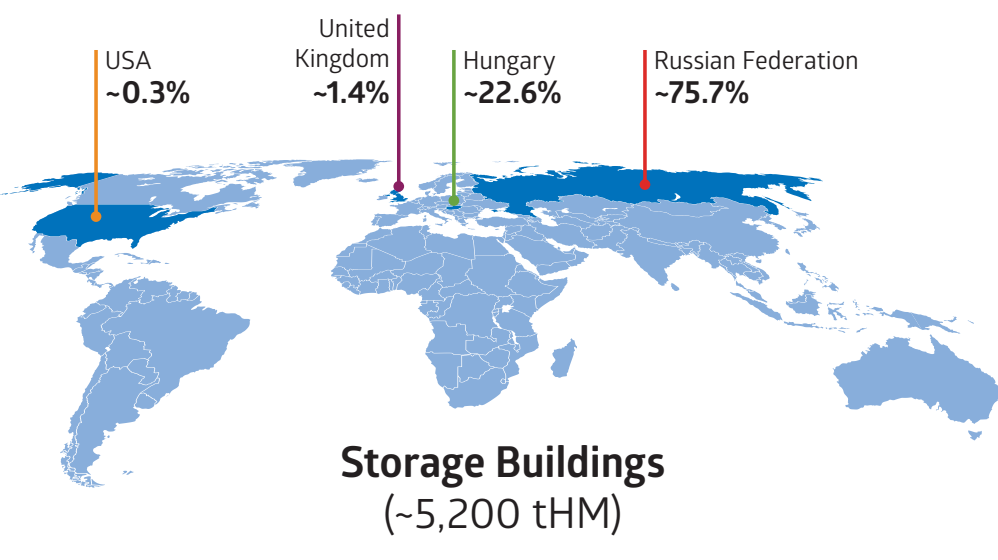 USA
~0.3%
United
Kingdom
~1.4%
Hungary
~22.6%
Russian Federation
~75.7%
Storage Buildings
(~5,200 tHM)